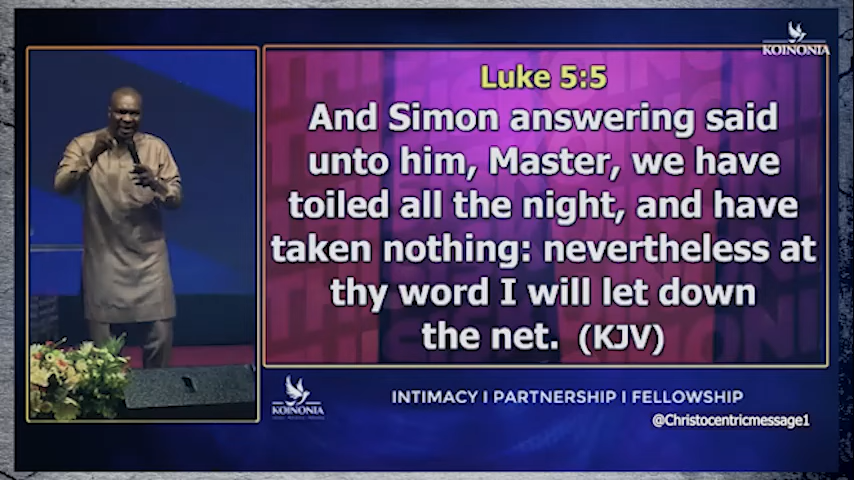 KOINONIA
Luke 5:5
And Simon answering said
unto him, Master, we have
toiled all the night, and have
taken nothing: nevertheless at
thy word I will let down
the net. (KJV)
KOINONIA
INTIMACY I PARTNERSHIP I FELLOWSHIP
@Christocentricmessage1